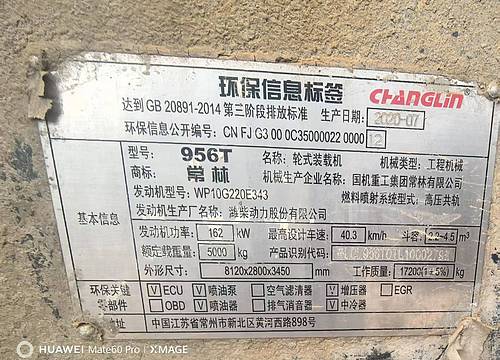 环保信息标签
CHANGLIN
达到GB 20891-2014 第三阶段排放标准 生产日期: 2020-07
环保信息公开编号: CN FJ G3 00 0C35000022 0000 12
基本信息
型号: 956T 名称: 轮式装载机 机械类型: 工程机械
商标: 常林 机械生产企业名称: 国机重工集团常林有限公司
发动机型号: WP10G220E343 燃料喷射系统型式: 高压共轨
发动机生产厂名称: 潍柴动力股份有限公司
发动机功率: 162 kW 最高设计车速: 40.3 km/h 斗容: 2.2-4.5 m³
额定载重量: 5000 kg 产品识别代码:
外形尺寸: 8120x2800x3450 mm 工作质量: 17200(1±5%) kg
环保关键零部件
V ECU V 喷油泵 空气滤清器 V 增压器 EGR
OBD V 喷油器 排气消音器 V 中冷器
地址 中国江苏省常州市新北区黄河西路898号
HUAWEI Mate60 Pro | XMAGE